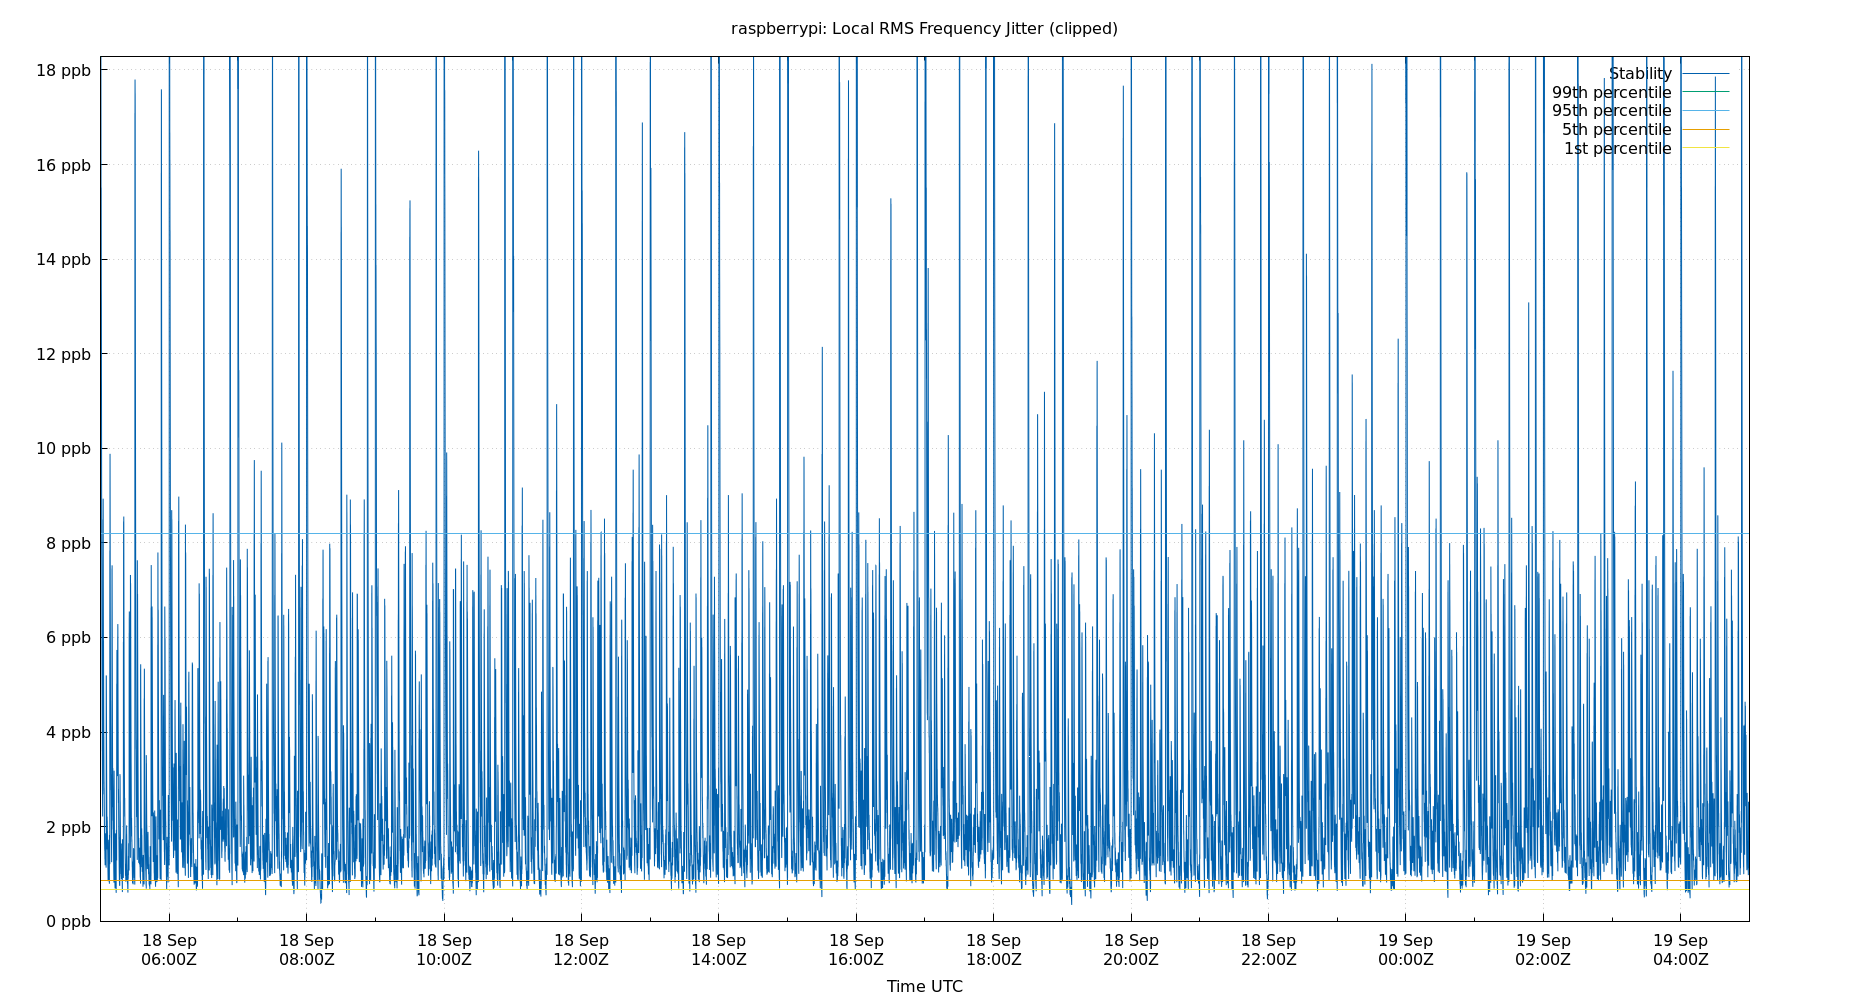 raspberrypi: Local RMS Frequency Jitter (clipped)
18 ppb
16 ppb
14 ppb
12 ppb
10 ppb
8 ppb
6 ppb
4 ppb
2 ppb
0 ppb
Stability
99th percentile
95th percentile
5th percentile
1st percentile
18 Sep 18 Sep 18 Sep 18 Sep 18 Sep 18 Sep 18 Sep 18 Sep 18 Sep 19 Sep 19 Sep 19 Sep
06:00Z 08:00Z 10:00Z 12:00Z 14:00Z 16:00Z 18:00Z 20:00Z 22:00Z 00:00Z 02:00Z 04:00Z
Time UTC